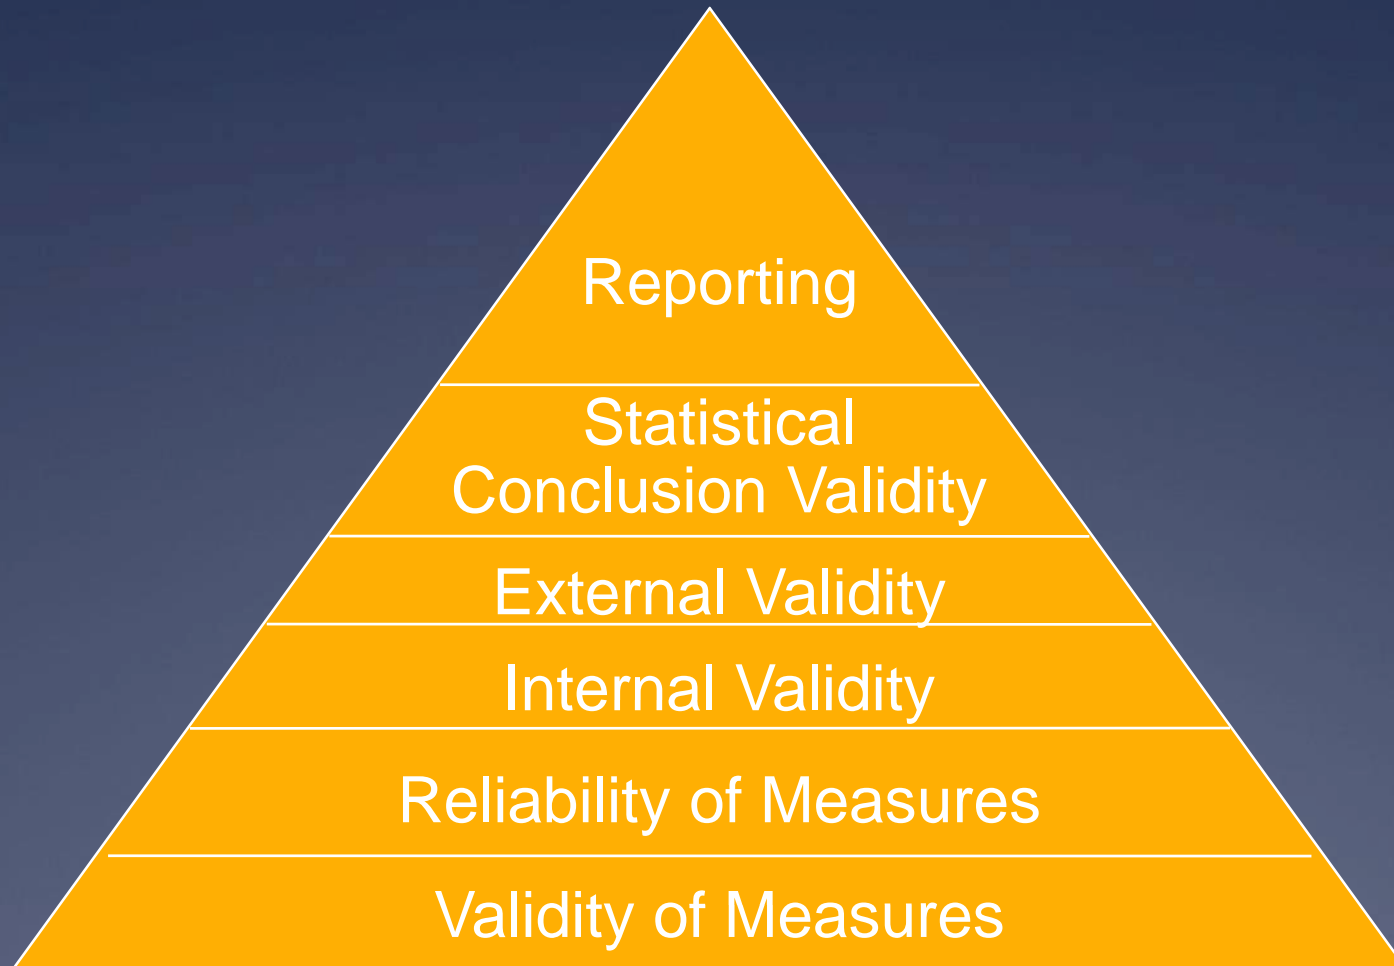 Reporting
Statistical
Conclusion Validity
External Validity
Internal Validity
Reliability of Measures
Validity of Measures